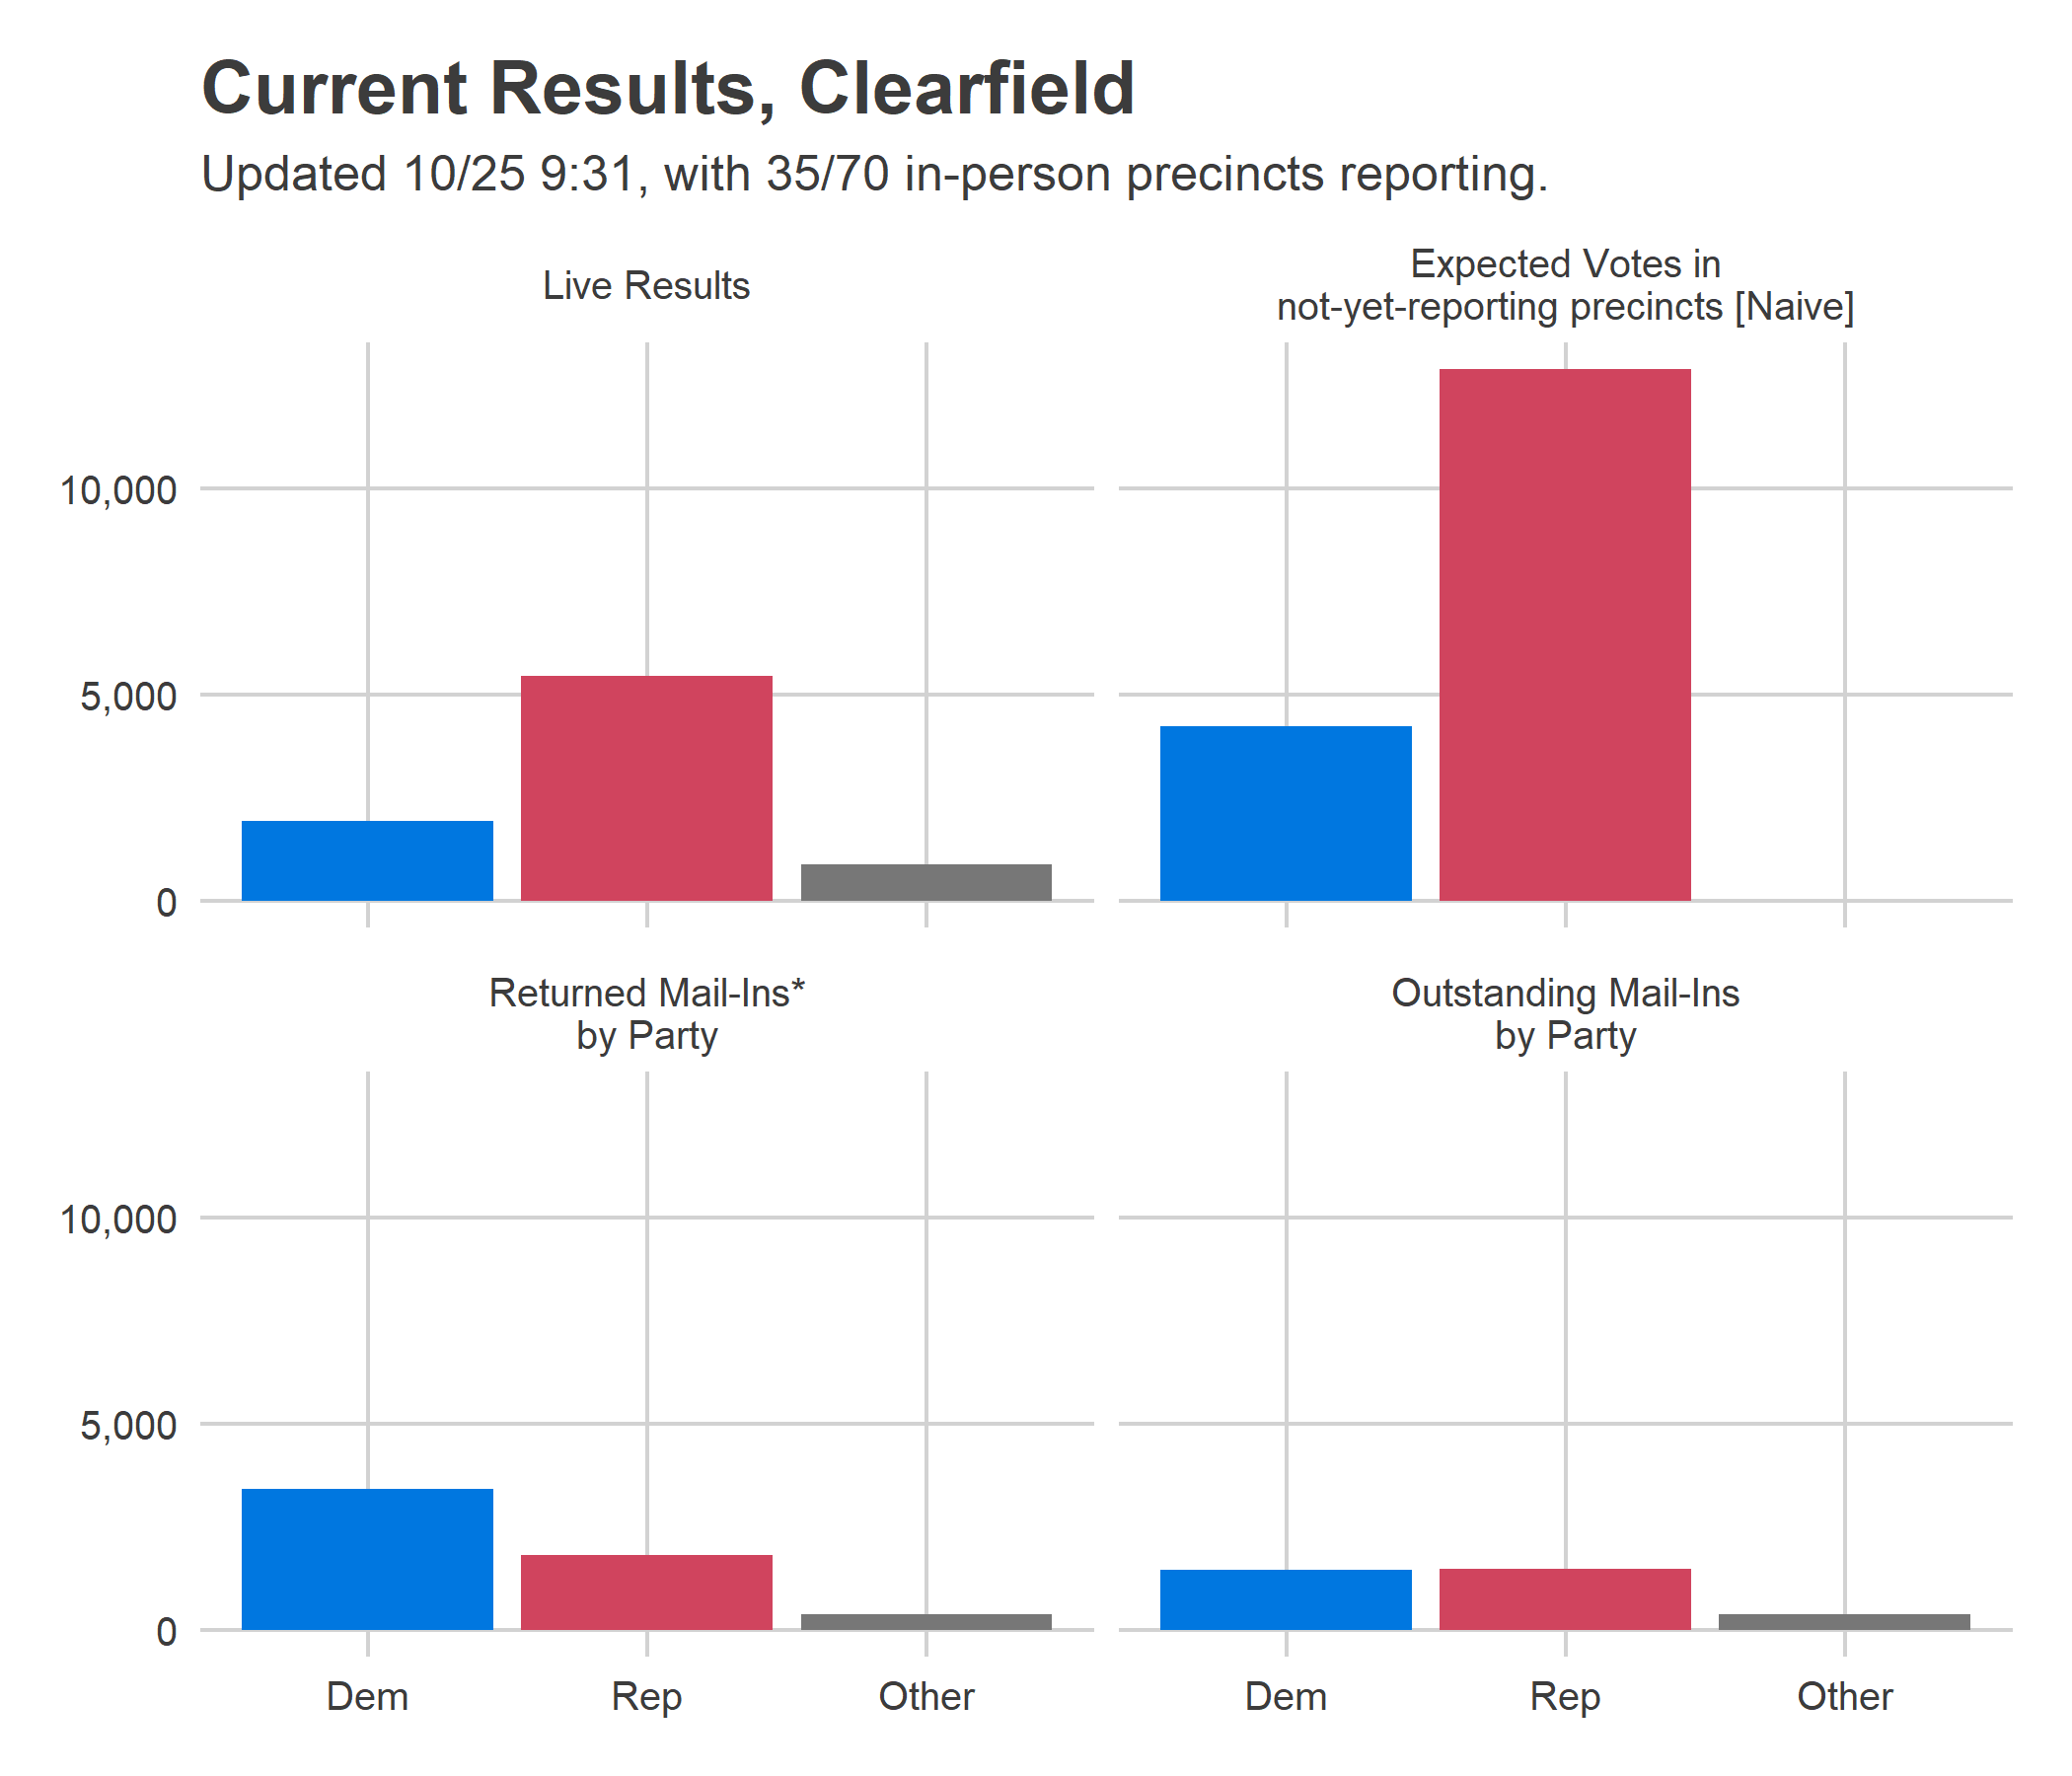 Current Results, Clearfield
Updated 10/25 9:31, with 35/70 in-person precincts reporting.
Live Results
Expected Votes in
not-yet-reporting precincts [Naive]
10,000
5,000
0
Returned Mail-Ins*
by Party
Outstanding Mail-Ins
by Party
10,000
5,000
0
Dem
Rep
Other
Dem
Rep
Other